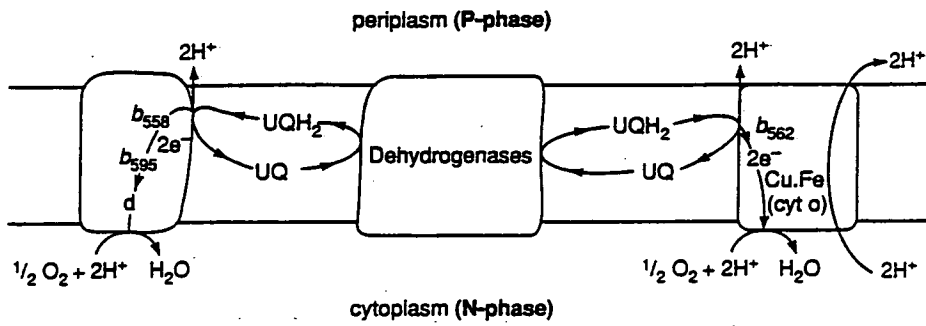 periplasm (P-phase)
2H⁺
2H⁺
2H⁺
b₅₅₈
UQH₂
UQH₂
b₅₆₂
2e⁻
b₅₉₅
Dehydrogenases
2e⁻
UQ
UQ
Cu.Fe
d
(cyt o)
½ O₂ + 2H⁺
H₂O
½ O₂ + 2H⁺
H₂O
2H⁺
cytoplasm (N-phase)